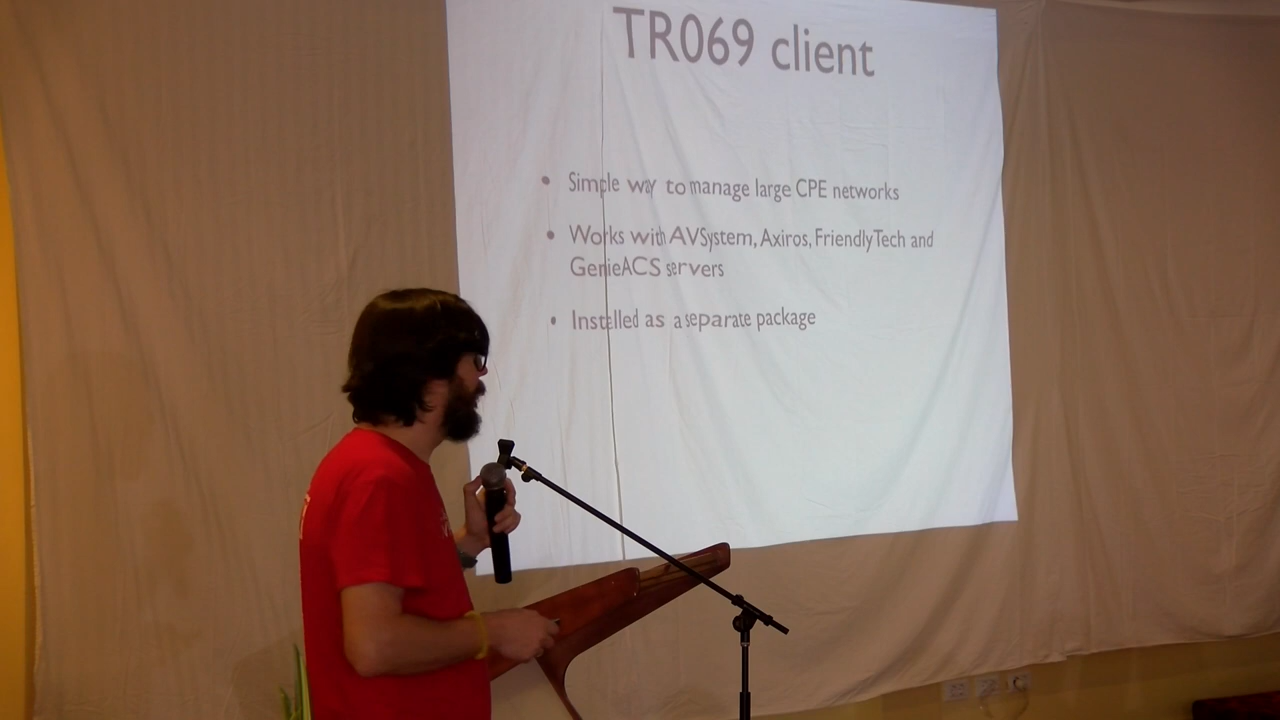 TR069 client
• Simple way to manage large CPE networks
• Works with AVSystem, Axiros, FriendlyTech and
GenieACS servers
• Installed as a separate package